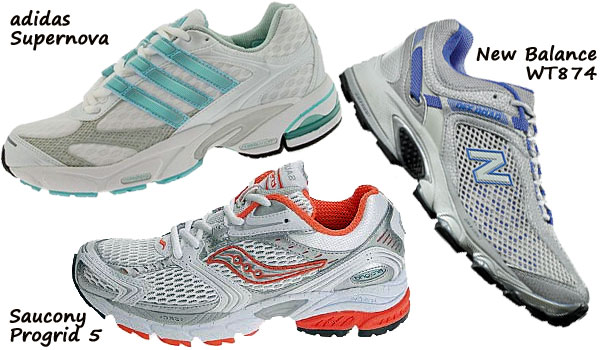 adidas
Supernova
New Balance
WT874
N
Saucony
Progrid 5